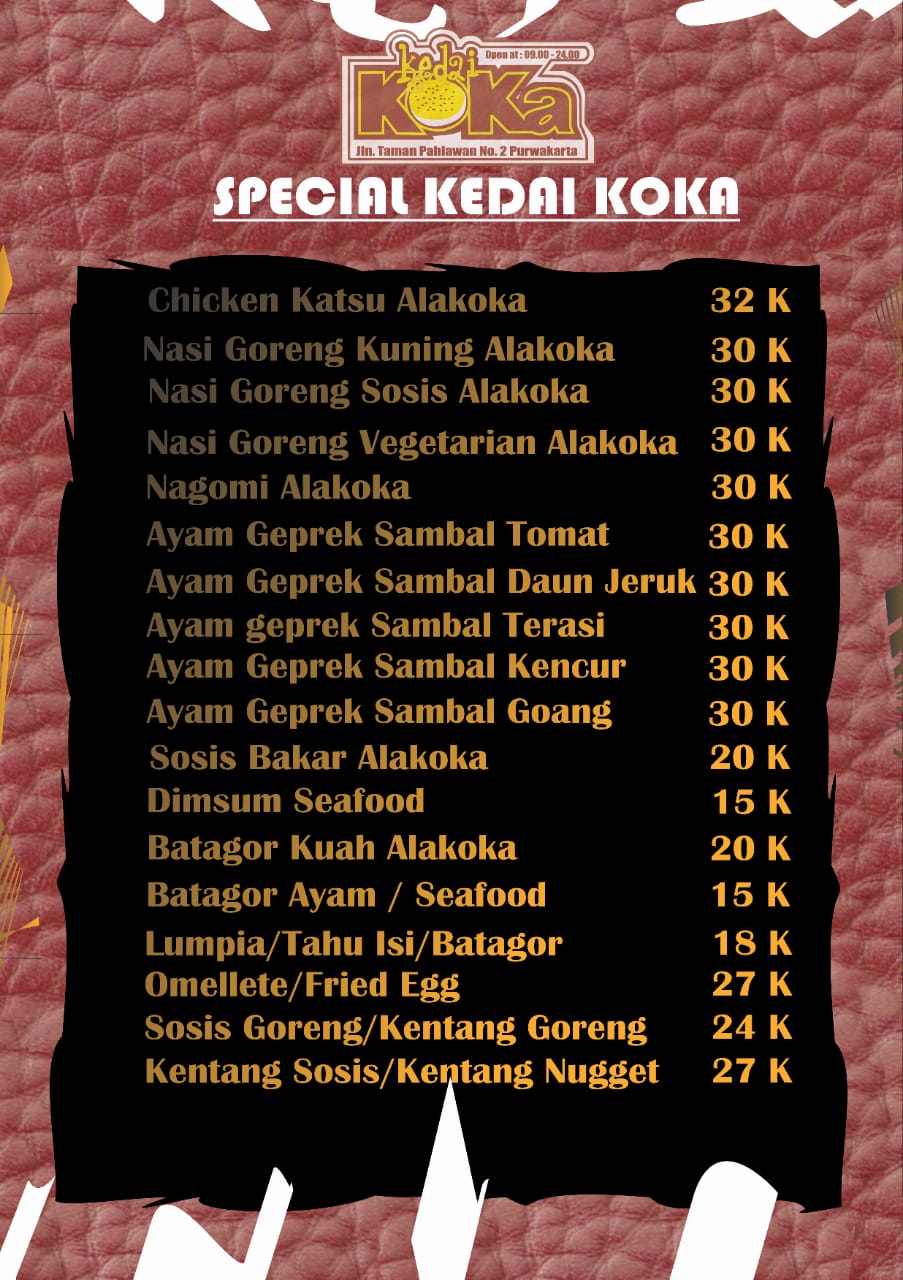 Open at : 09.00 - 24.00
kedai
KOKa
Jln. Taman Pahlawan No. 2 Purwakarta
SPECIAL KEDAI KOKA
Chicken Katsu Alakoka 32 K
Nasi Goreng Kuning Alakoka 30 K
Nasi Goreng Sosis Alakoka 30 K
Nasi Goreng Vegetarian Alakoka 30 K
Nagomi Alakoka 30 K
Ayam Geprek Sambal Tomat 30 K
Ayam Geprek Sambal Daun Jeruk 30 K
Ayam geprek Sambal Terasi 30 K
Ayam Geprek Sambal Kencur 30 K
Ayam Geprek Sambal Goang 30 K
Sosis Bakar Alakoka 20 K
Dimsum Seafood 15 K
Batagor Kuah Alakoka 20 K
Batagor Ayam / Seafood 15 K
Lumpia/Tahu Isi/Batagor 18 K
Omellete/Fried Egg 27 K
Sosis Goreng/Kentang Goreng 24 K
Kentang Sosis/Kentang Nugget 27 K